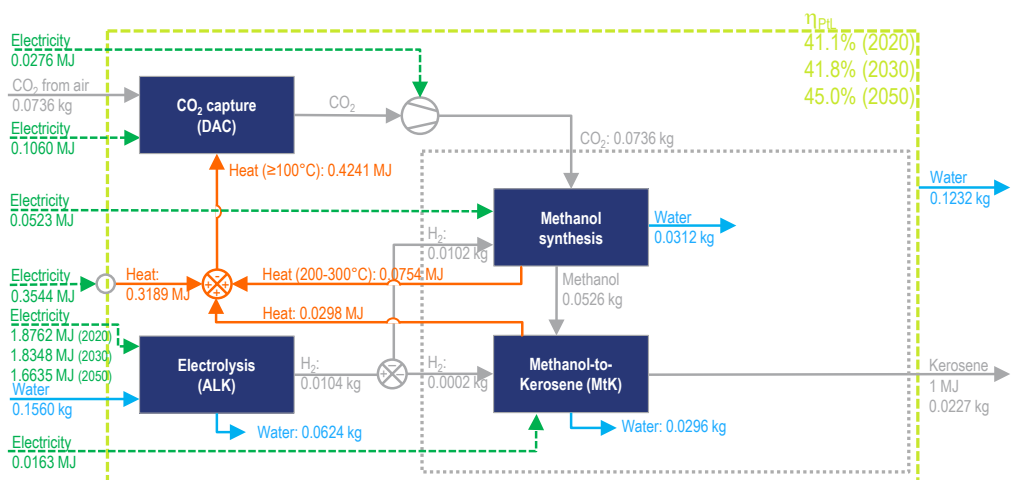 η_PtL
41.1% (2020)
41.8% (2030)
45.0% (2050)
Electricity
0.0276 MJ
CO₂ from air
0.0736 kg
Electricity
0.1060 MJ
CO₂ capture
(DAC)
CO₂
CO₂: 0.0736 kg
Heat (≥100°C): 0.4241 MJ
Electricity
0.0523 MJ
Methanol
synthesis
Water
0.0312 kg
Water
0.1232 kg
H₂:
0.0102 kg
Electricity
0.3544 MJ
Heat:
0.3189 MJ
Heat (200-300°C): 0.0754 MJ
Methanol
0.0526 kg
Heat: 0.0298 MJ
Electricity
1.8762 MJ (2020)
1.8348 MJ (2030)
1.6635 MJ (2050)
Water
0.1560 kg
Electrolysis
(ALK)
H₂:
0.0104 kg
H₂:
0.0002 kg
Methanol-to-
Kerosene (MtK)
Kerosene
1 MJ
0.0227 kg
Water: 0.0624 kg
Water: 0.0296 kg
Electricity
0.0163 MJ